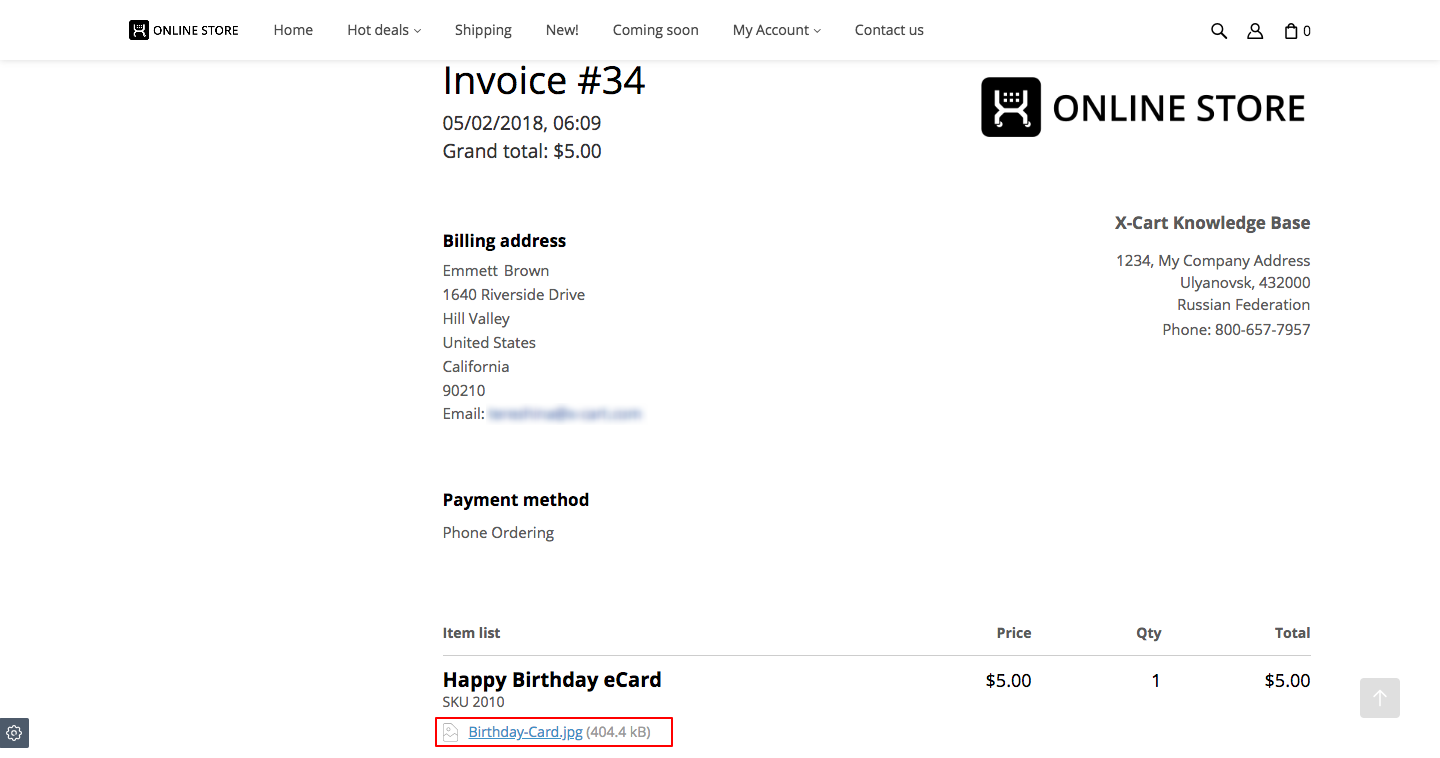 ONLINE STORE Home Hot deals Shipping New! Coming soon My Account Contact us 0
Invoice #34
05/02/2018, 06:09
Grand total: $5.00
ONLINE STORE
Billing address
Emmett Brown
1640 Riverside Drive
Hill Valley
United States
California
90210
Email:
X-Cart Knowledge Base
1234, My Company Address
Ulyanovsk, 432000
Russian Federation
Phone: 800-657-7957
Payment method
Phone Ordering
Item list Price Qty Total
Happy Birthday eCard $5.00 1 $5.00
SKU 2010
Birthday-Card.jpg (404.4 kB)